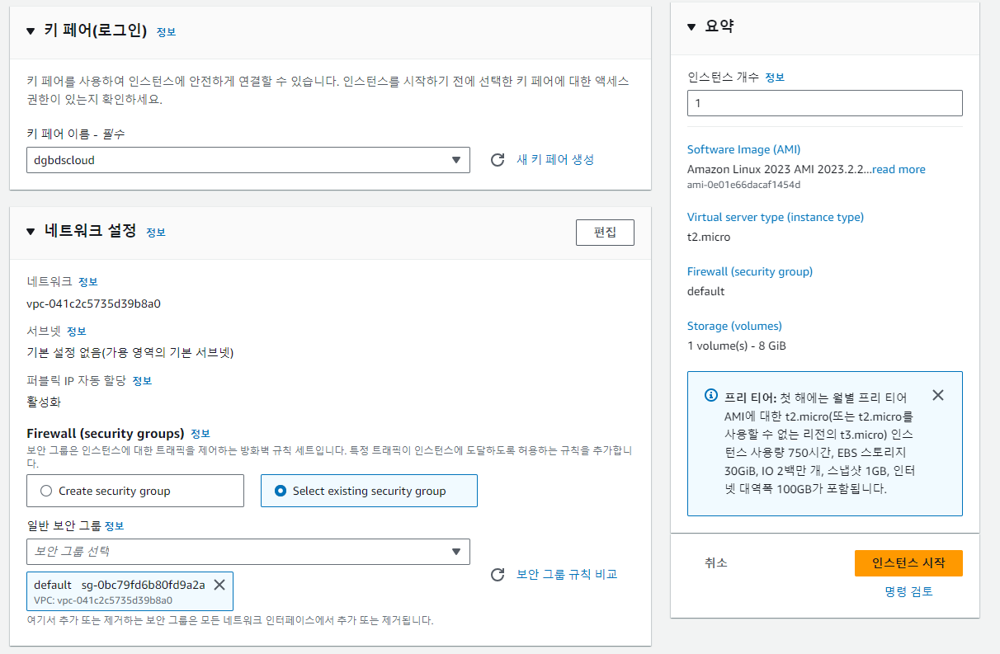 키 페어(로그인) 정보
키 페어를 사용하여 인스턴스에 안전하게 연결할 수 있습니다. 인스턴스를 시작하기 전에 선택한 키 페어에 대한 액세스
권한이 있는지 확인하세요.
키 페어 이름 - 필수
dgbdscloud
새 키 페어 생성
네트워크 설정 정보
편집
네트워크 정보
vpc-041c2c5735d39b8a0
서브넷 정보
기본 설정 없음(가용 영역의 기본 서브넷)
퍼블릭 IP 자동 할당 정보
활성화
Firewall (security groups) 정보
보안 그룹은 인스턴스에 대한 트래픽을 제어하는 방화벽 규칙 세트입니다. 특정 트래픽이 인스턴스에 도달하도록 허용하는 규칙을 추가합니
다.
Create security group
Select existing security group
일반 보안 그룹 정보
보안 그룹 선택
default sg-0bc79fd6b80fd9a2a
VPC: vpc-041c2c5735d39b8a0
보안 그룹 규칙 비교
여기서 추가 또는 제거하는 보안 그룹은 모든 네트워크 인터페이스에서 추가 또는 제거됩니다.
요약
인스턴스 개수 정보
1
Software Image (AMI)
Amazon Linux 2023 AMI 2023.2.2...read more
ami-0e01e66dacaf1454d
Virtual server type (instance type)
t2.micro
Firewall (security group)
default
Storage (volumes)
1 volume(s) - 8 GiB
프리 티어: 첫 해에는 월별 프리 티어
AMI에 대한 t2.micro(또는 t2.micro를
사용할 수 없는 리전의 t3.micro) 인스
턴스 사용량 750시간, EBS 스토리지
30GiB, IO 2백만 개, 스냅샷 1GB, 인터
넷 대역폭 100GB가 포함됩니다.
취소
인스턴스 시작
명령 검토